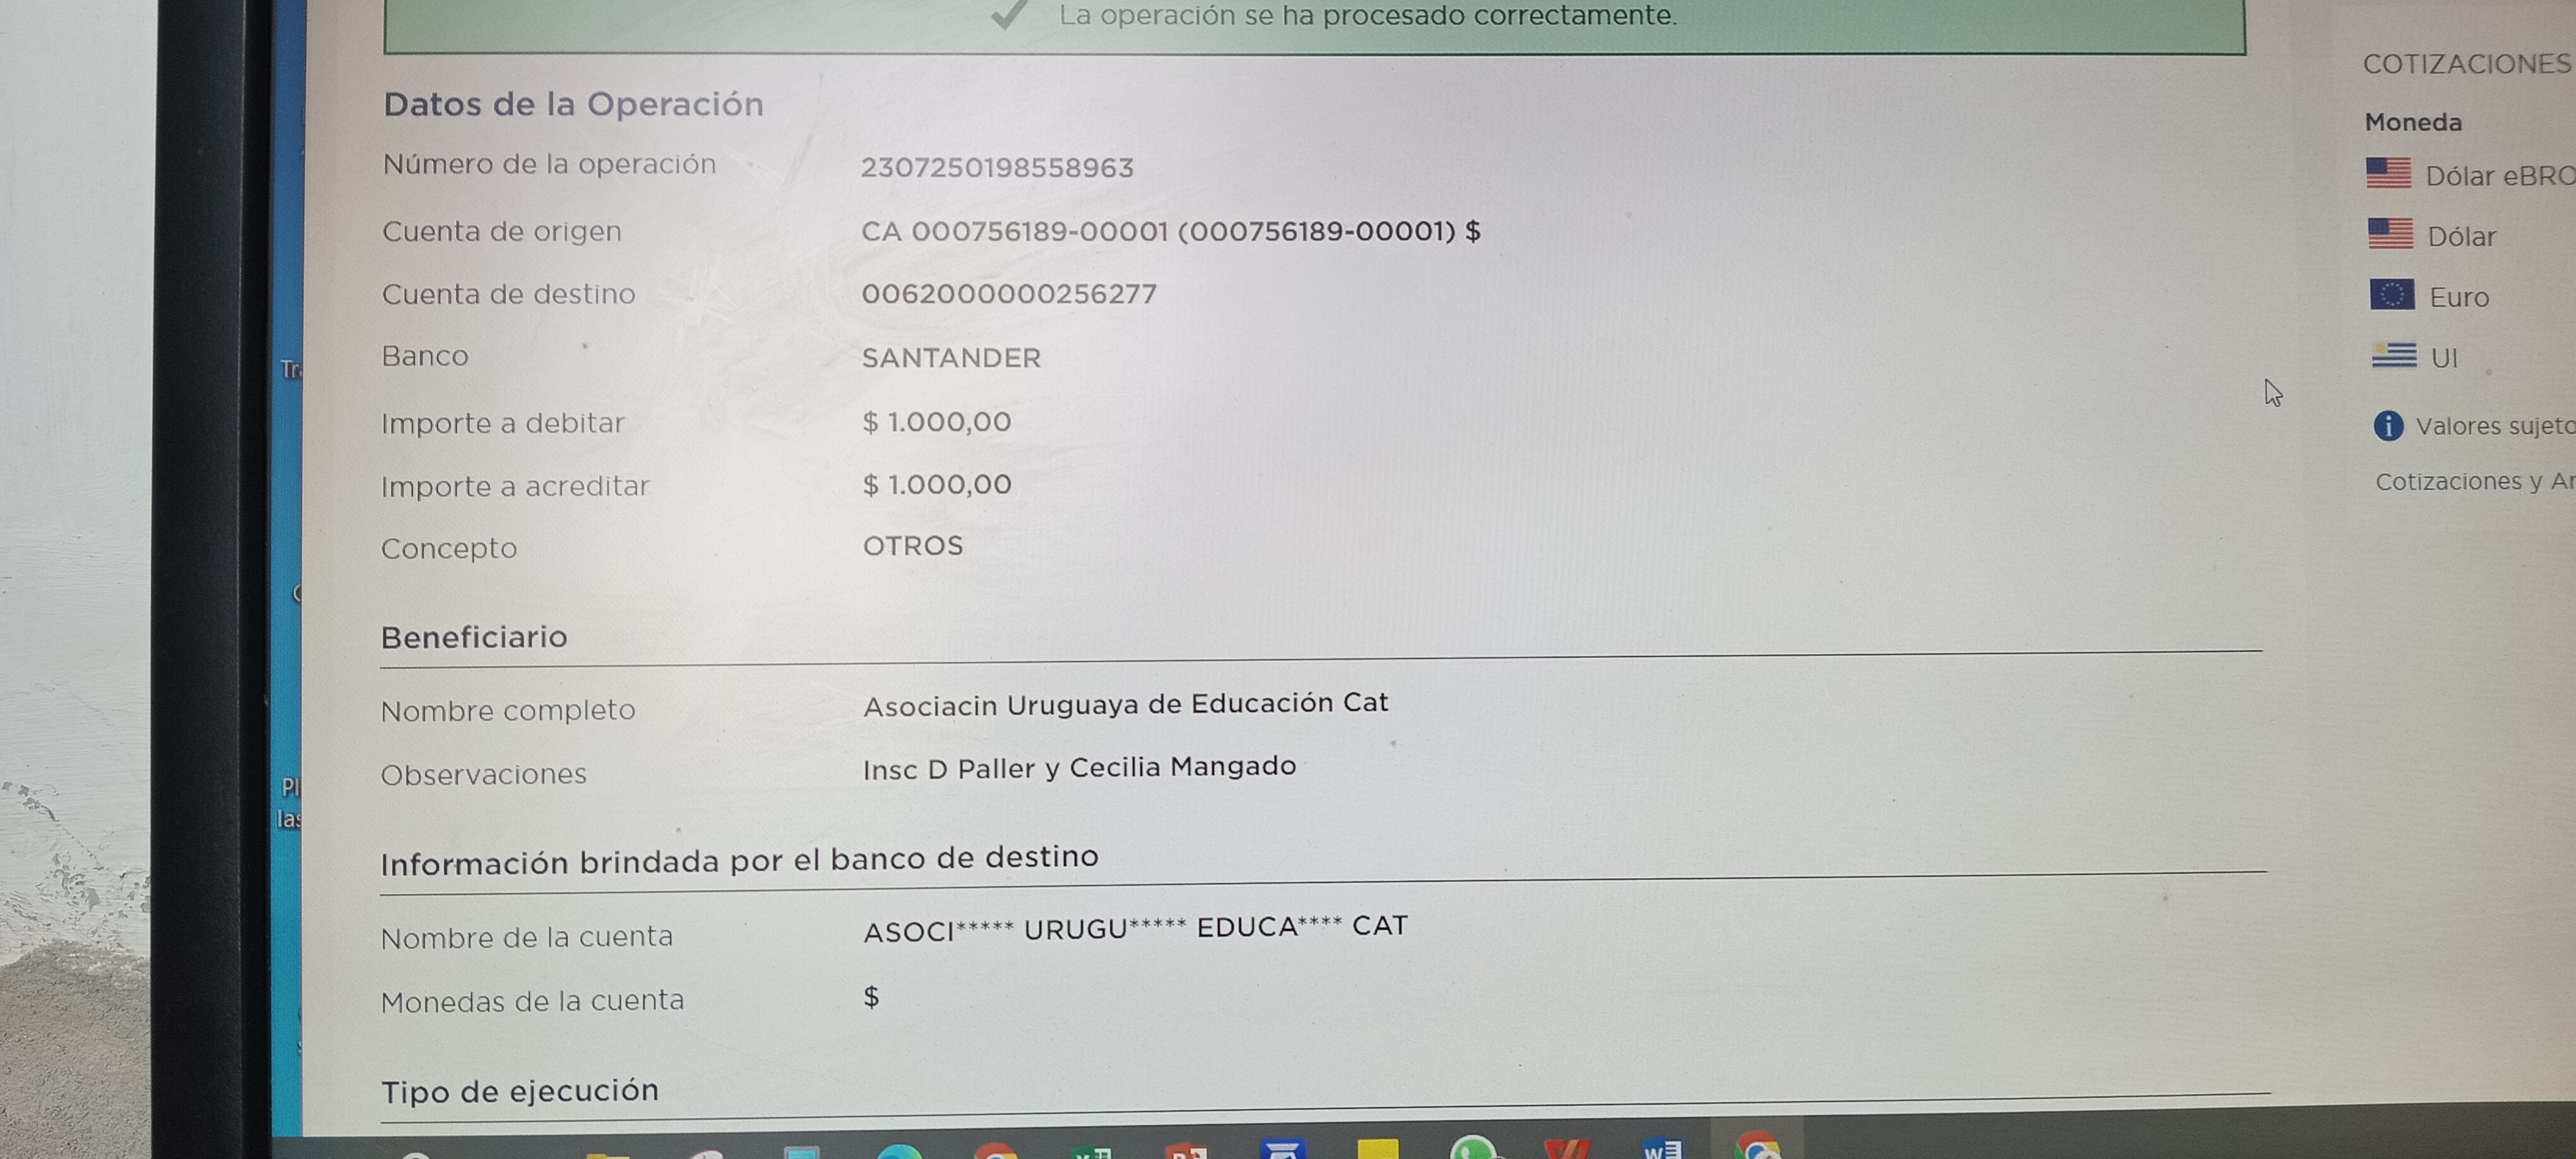 La operación se ha procesado correctamente.
Datos de la Operación
Número de la operación 2307250198558963
Cuenta de origen CA 000756189-00001 (000756189-00001) $
Cuenta de destino 0062000000256277
Banco SANTANDER
Importe a debitar $ 1.000,00
Importe a acreditar $ 1.000,00
Concepto OTROS
Beneficiario
Nombre completo Asociacin Uruguaya de Educación Cat
Observaciones Insc D Paller y Cecilia Mangado
Información brindada por el banco de destino
Nombre de la cuenta ASOCI***** URUGU***** EDUCA**** CAT
Monedas de la cuenta $
Tipo de ejecución
COTIZACIONES
Moneda
Dólar eBRO
Dólar
Euro
UI
Valores sujeto
Cotizaciones y Ar